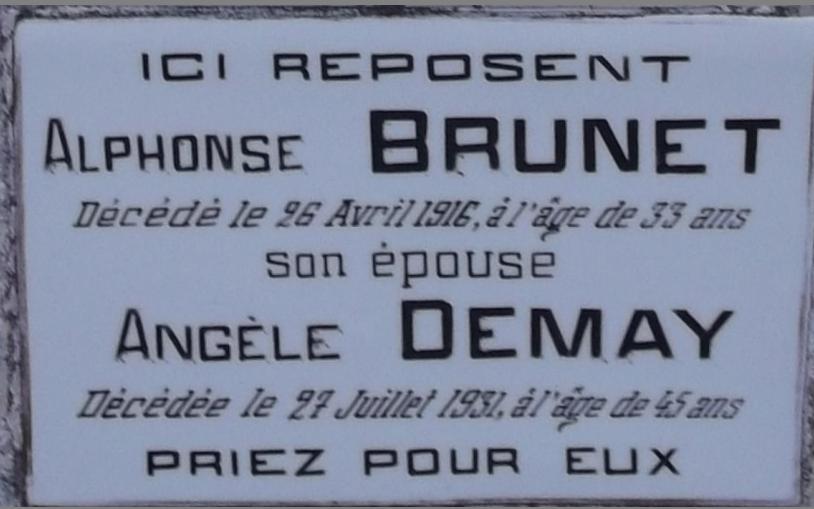 ICI REPOSENT
ALPHONSE BRUNET
Décédé le 26 Avril 1916, à l'âge de 33 ans
son épouse
ANGÈLE DEMAY
Décédée le 27 Juillet 1931, à l'âge de 45 ans
PRIEZ POUR EUX